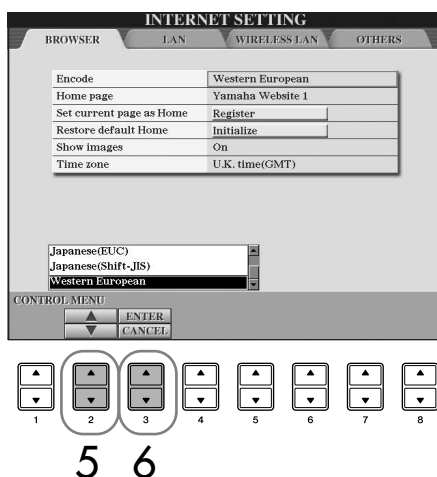 INTERNET SETTING
BROWSER LAN WIRELESS LAN OTHERS
Encode Western European
Home page Yamaha Website 1
Set current page as Home Register
Restore default Home Initialize
Show images On
Time zone U.K. time(GMT)
Japanese(EUC)
Japanese(Shift-JIS)
Western European
CONTROL MENU
ENTER
CANCEL
1 2 3 4 5 6 7 8
5 6